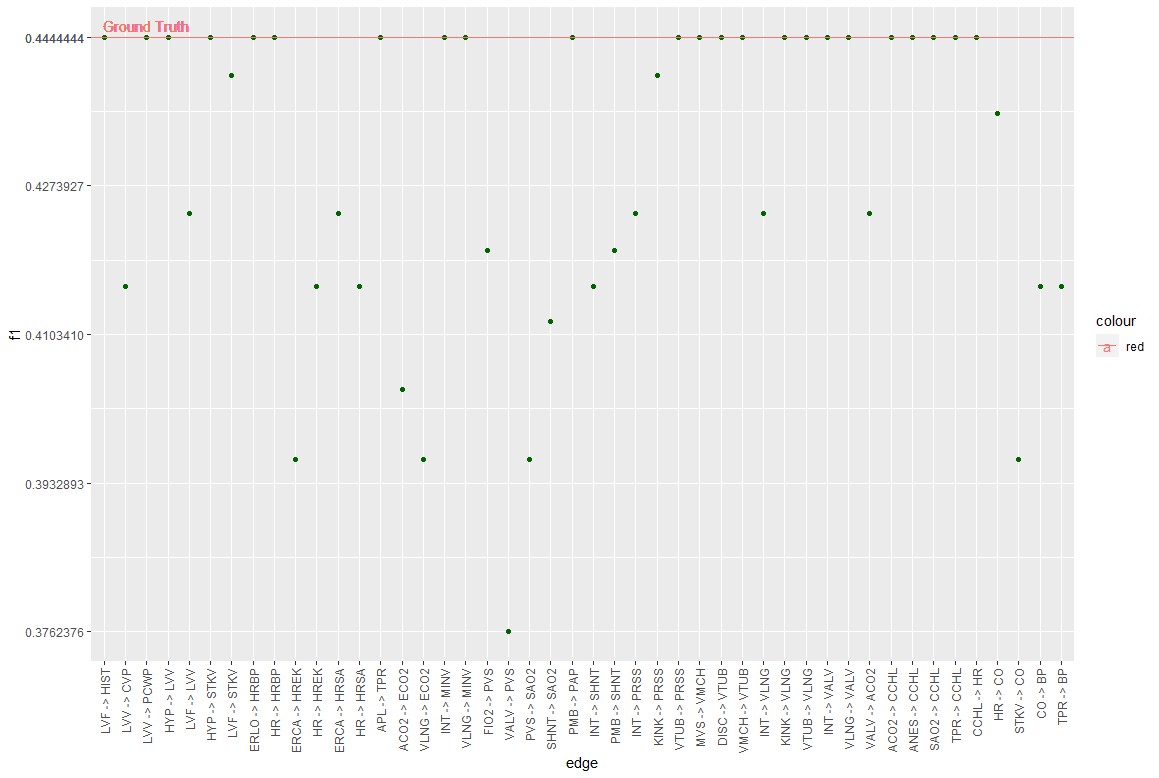 Ground Truth
0.4444444
0.4273927
0.4103410
0.3932893
0.3762376
f1
LVF -> HIST
LVV -> CVP
LVV -> PCWP
HYP -> LVV
LVF -> LVV
HYP -> STKV
LVF -> STKV
ERLO -> HRBP
HR -> HRBP
ERCA -> HREK
HR -> HREK
ERCA -> HRSA
HR -> HRSA
APL -> TPR
ACO2 -> ECO2
VLNG -> ECO2
INT -> MINV
VLNG -> MINV
FIO2 -> PVS
VALV -> PVS
PVS -> SAO2
SHNT -> SAO2
PMB -> PAP
INT -> SHNT
PMB -> SHNT
INT -> PRSS
KINK -> PRSS
VTUB -> PRSS
MVS -> VMCH
DISC -> VTUB
VMCH -> VTUB
INT -> VLNG
KINK -> VLNG
VTUB -> VLNG
INT -> VALV
VLNG -> VALV
VALV -> ACO2
ACO2 -> CCHL
ANES -> CCHL
SAO2 -> CCHL
TPR -> CCHL
CCHL -> HR
HR -> CO
STKV -> CO
CO -> BP
TPR -> BP
edge
colour
a red